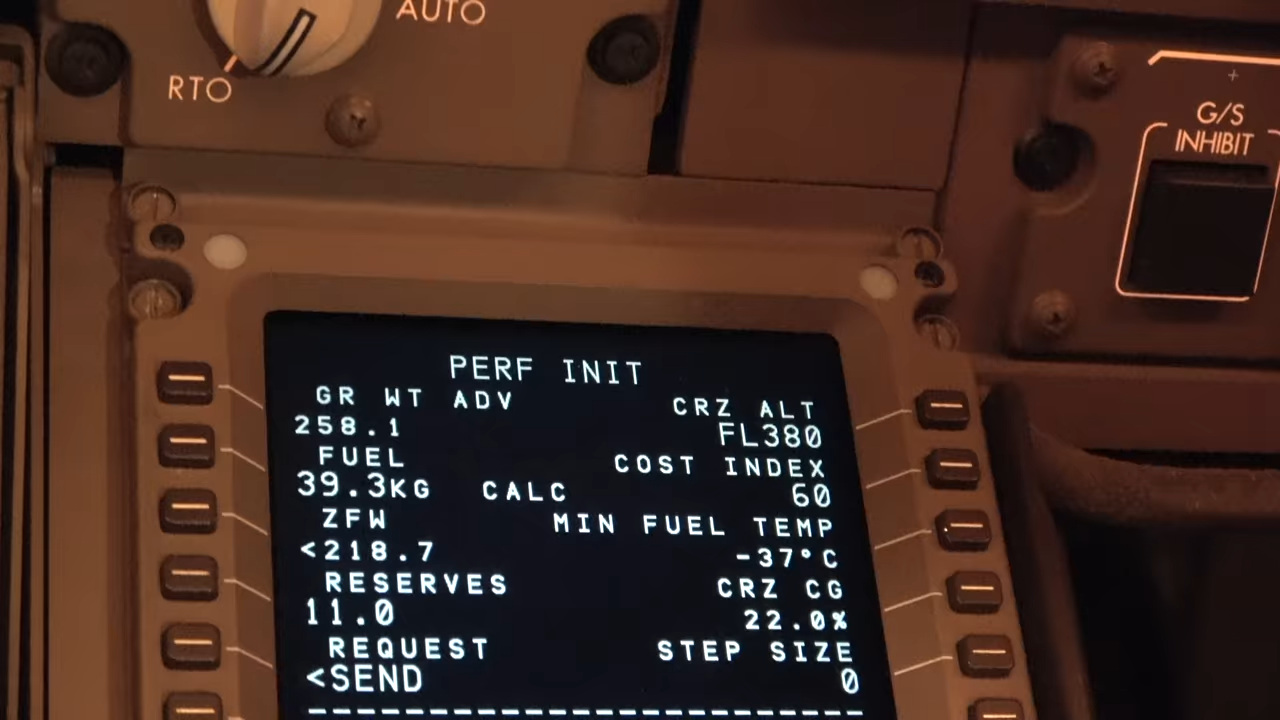 AUTO
RTO
G/S
INHIBIT
PERF INIT
GR WT ADV CRZ ALT
258.1 FL380
FUEL COST INDEX
39.3KG CALC 60
ZFW MIN FUEL TEMP
<218.7 -37°C
RESERVES CRZ CG
11.0 22.0%
REQUEST STEP SIZE
<SEND 0
--------------------